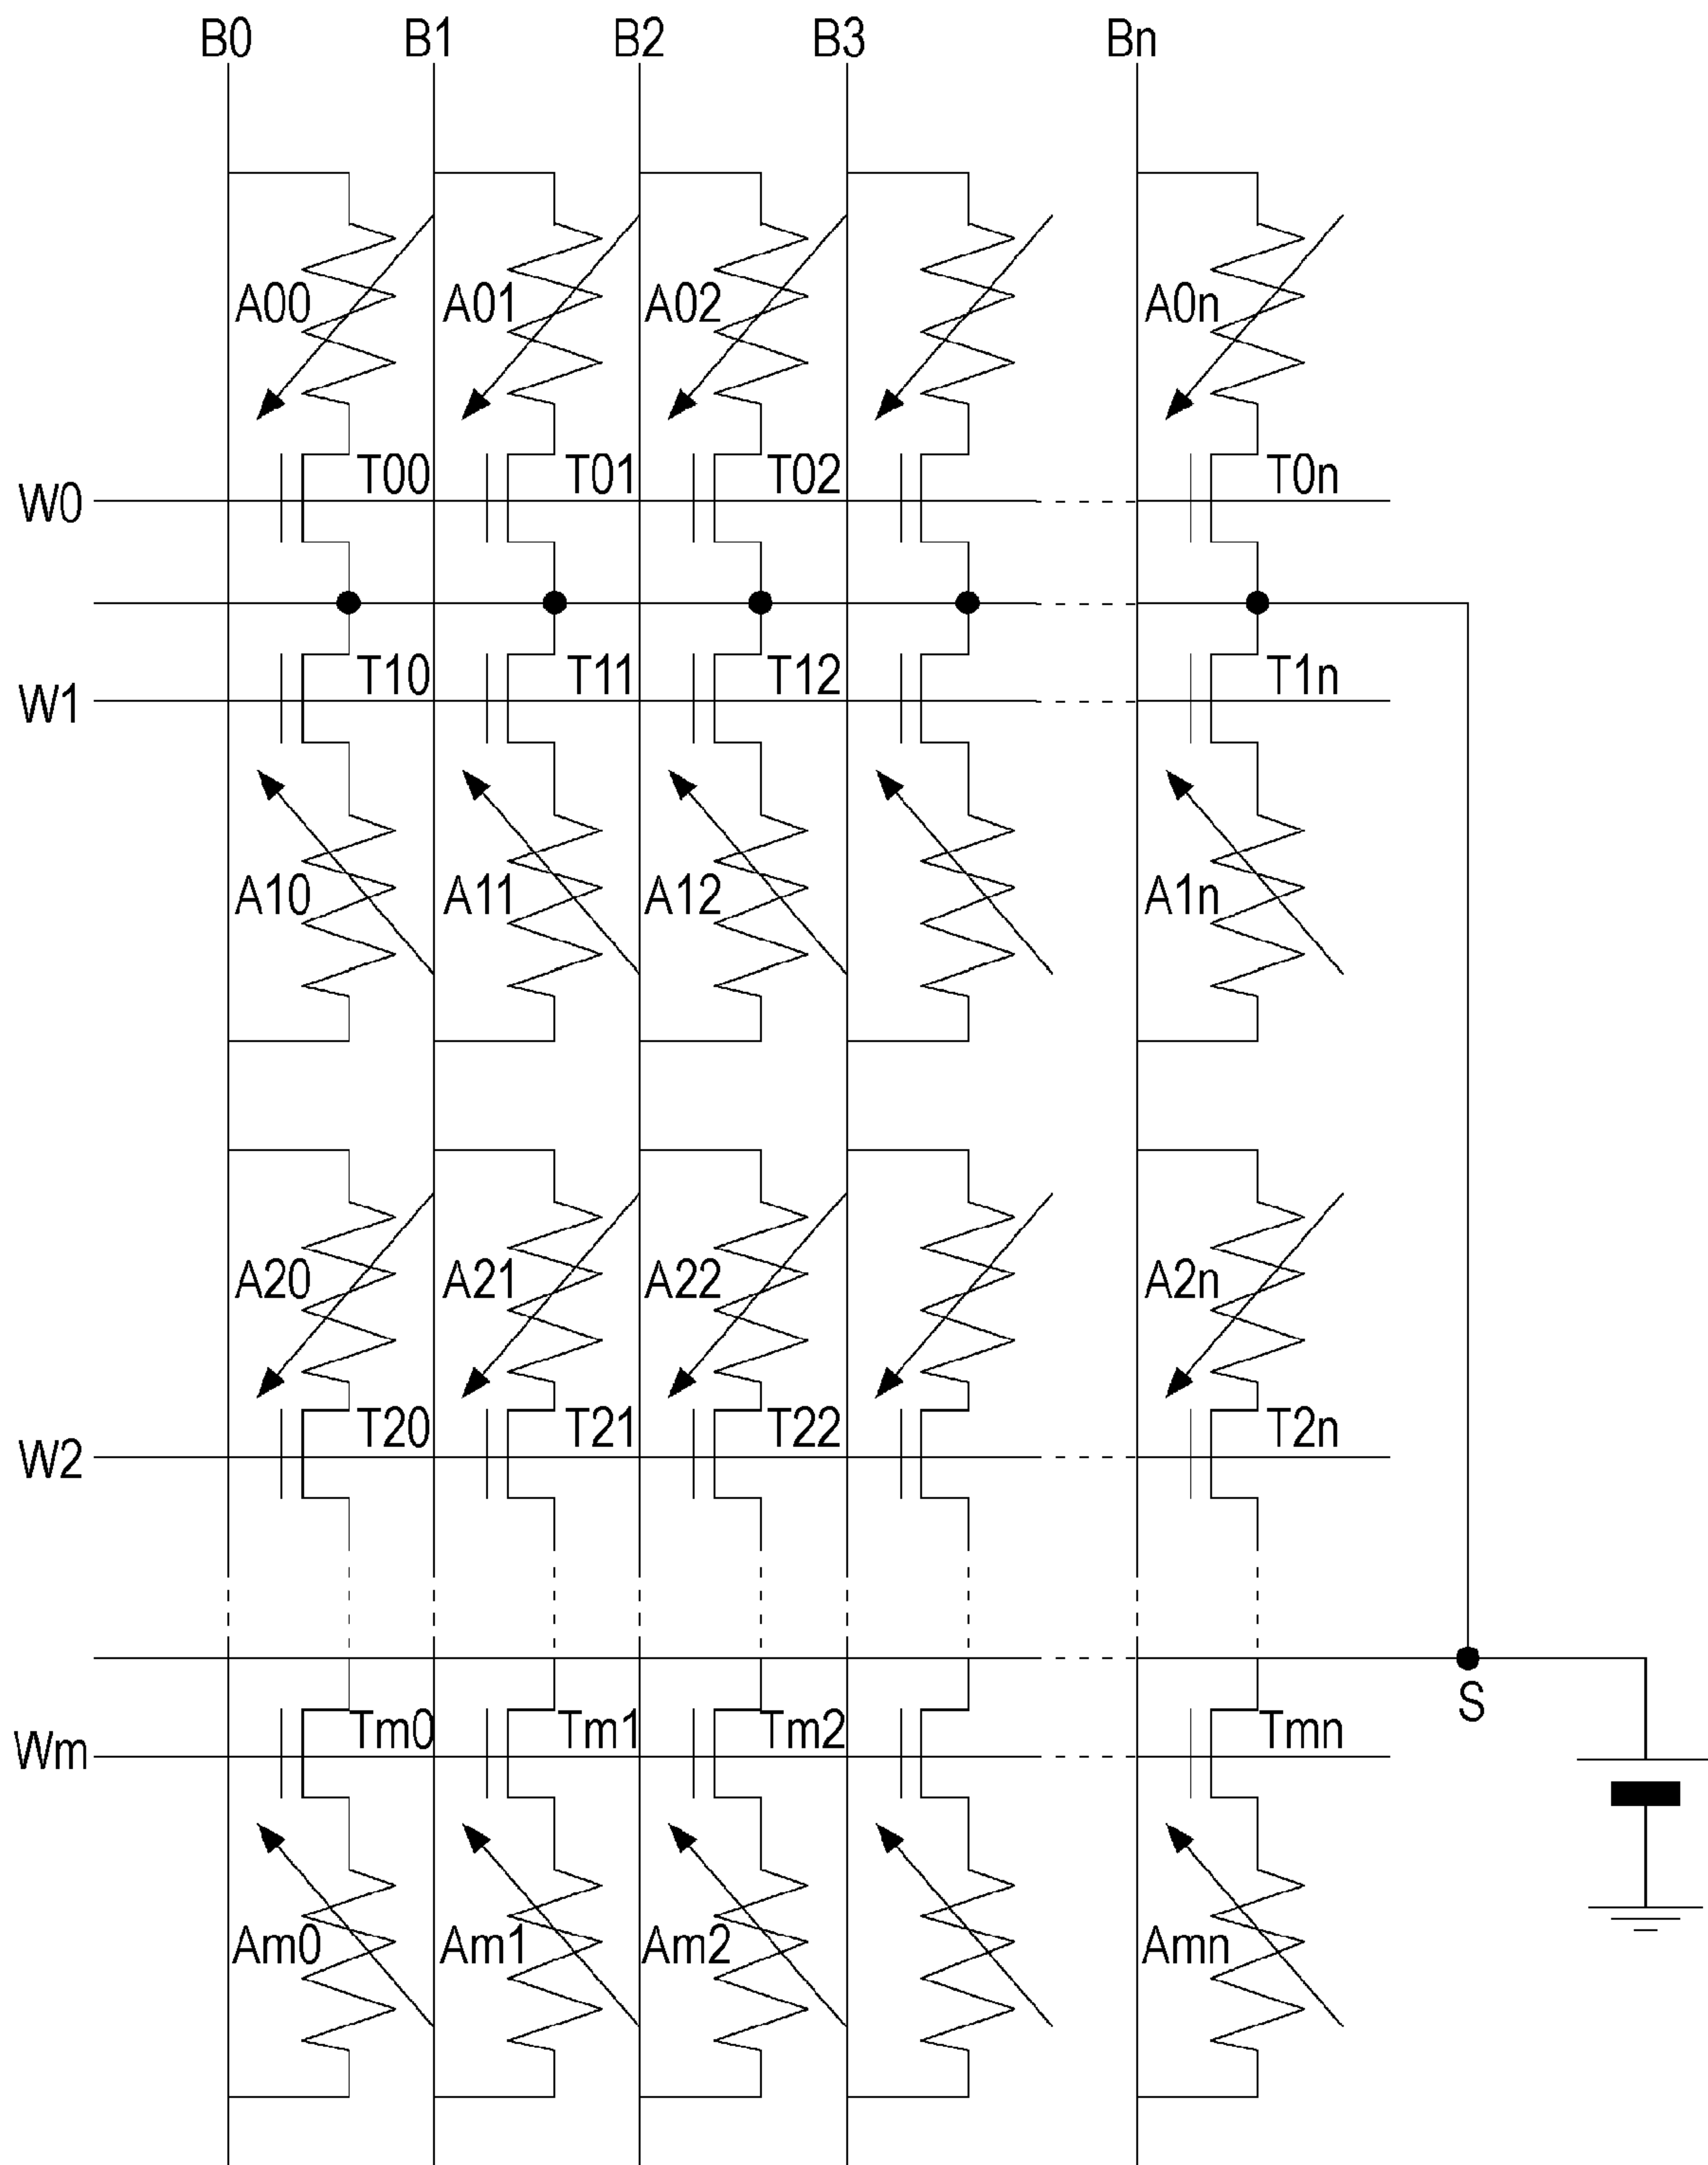 B0 B1 B2 B3 Bn
A00 A01 A02 A0n
T00 T01 T02 T0n
W0
T10 T11 T12 T1n
W1
A10 A11 A12 A1n
A20 A21 A22 A2n
T20 T21 T22 T2n
W2
S
Tm0 Tm1 Tm2 Tmn
Wm
Am0 Am1 Am2 Amn